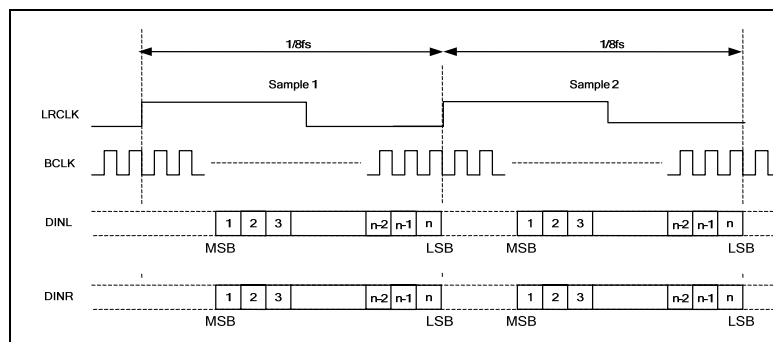 1/8fs 1/8fs
Sample 1 Sample 2
LRCLK
BCLK
DINL 1 2 3 n-2 n-1 n 1 2 3 n-2 n-1 n
MSB LSB MSB LSB
DINR 1 2 3 n-2 n-1 n 1 2 3 n-2 n-1 n
MSB LSB MSB LSB